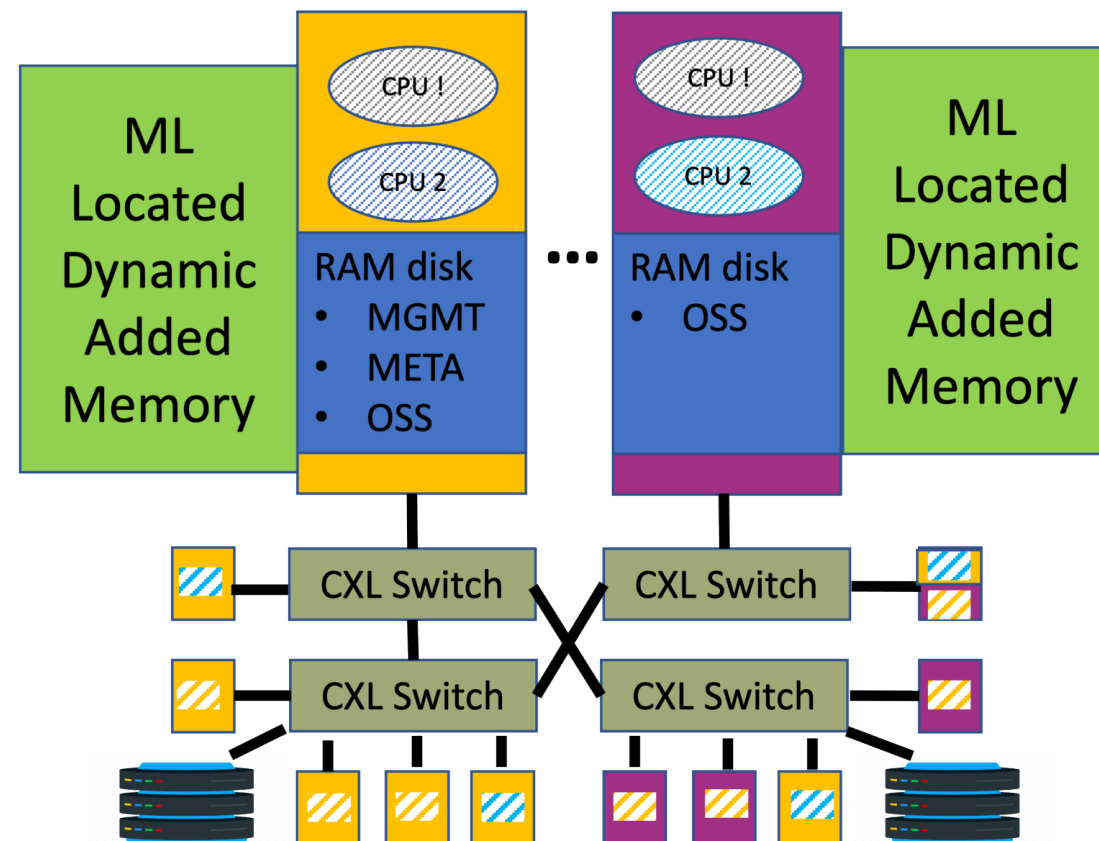 ML
Located
Dynamic
Added
Memory
CPU !
CPU 2
RAM disk
• MGMT
• META
• OSS
...
CPU !
CPU 2
RAM disk
• OSS
ML
Located
Dynamic
Added
Memory
CXL Switch
CXL Switch
CXL Switch
CXL Switch